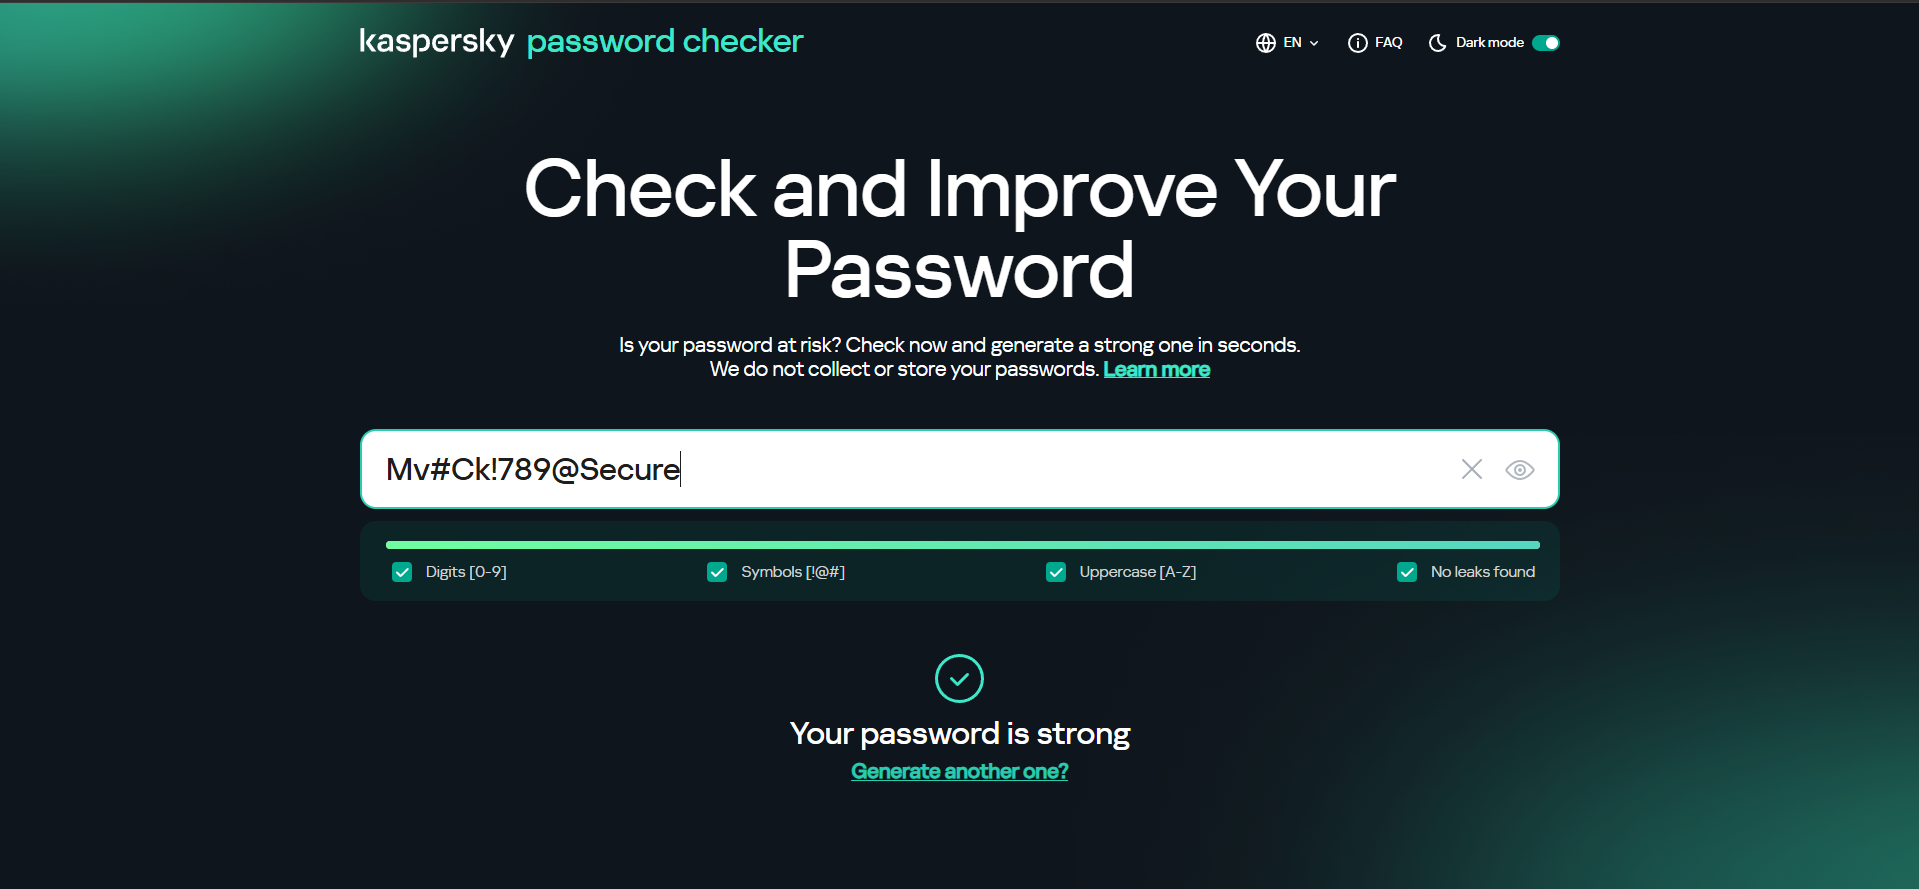 kaspersky password checker
EN
FAQ
Dark mode
Check and Improve Your
Password
Is your password at risk? Check now and generate a strong one in seconds.
We do not collect or store your passwords. Learn more
Mv#Ck!789@Secure
Digits [0-9]
Symbols [!@#]
Uppercase [A-Z]
No leaks found
Your password is strong
Generate another one?